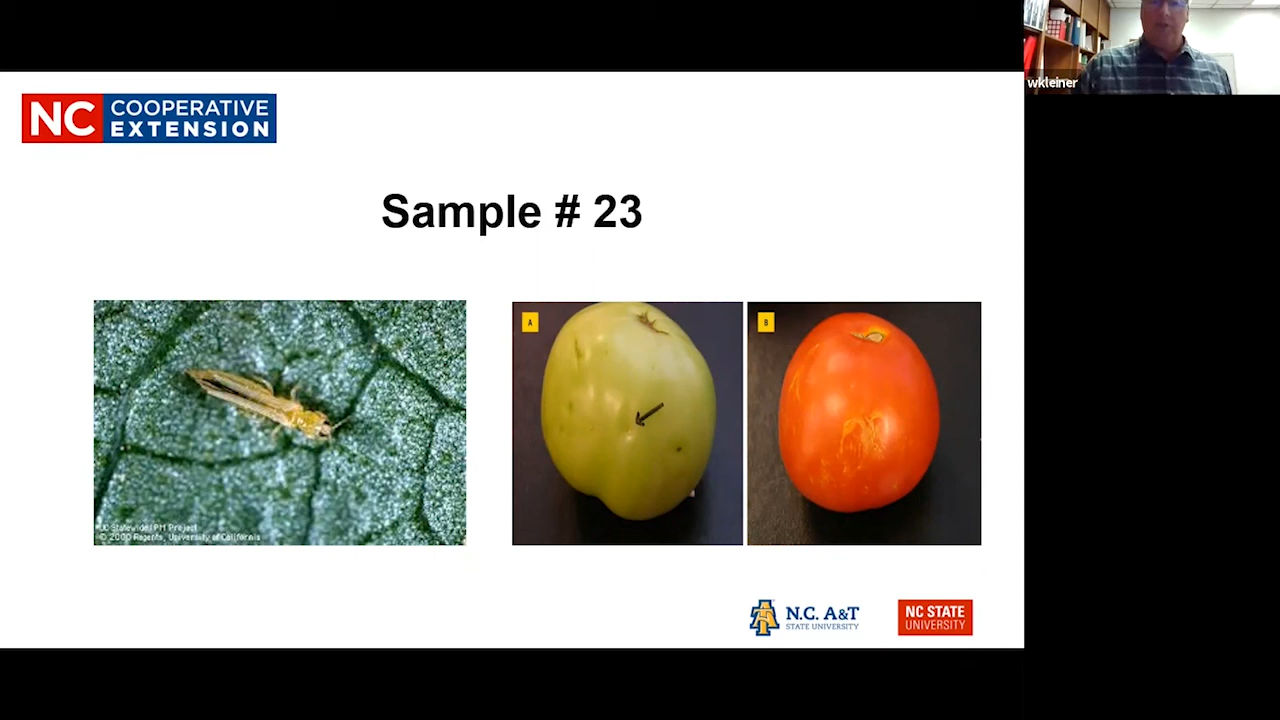 wkleiner
NC COOPERATIVE
EXTENSION
Sample # 23
A
B
UC Statewide IPM Project
© 2000 Regents, University of California
N.C. A&T
STATE UNIVERSITY
NC STATE
UNIVERSITY